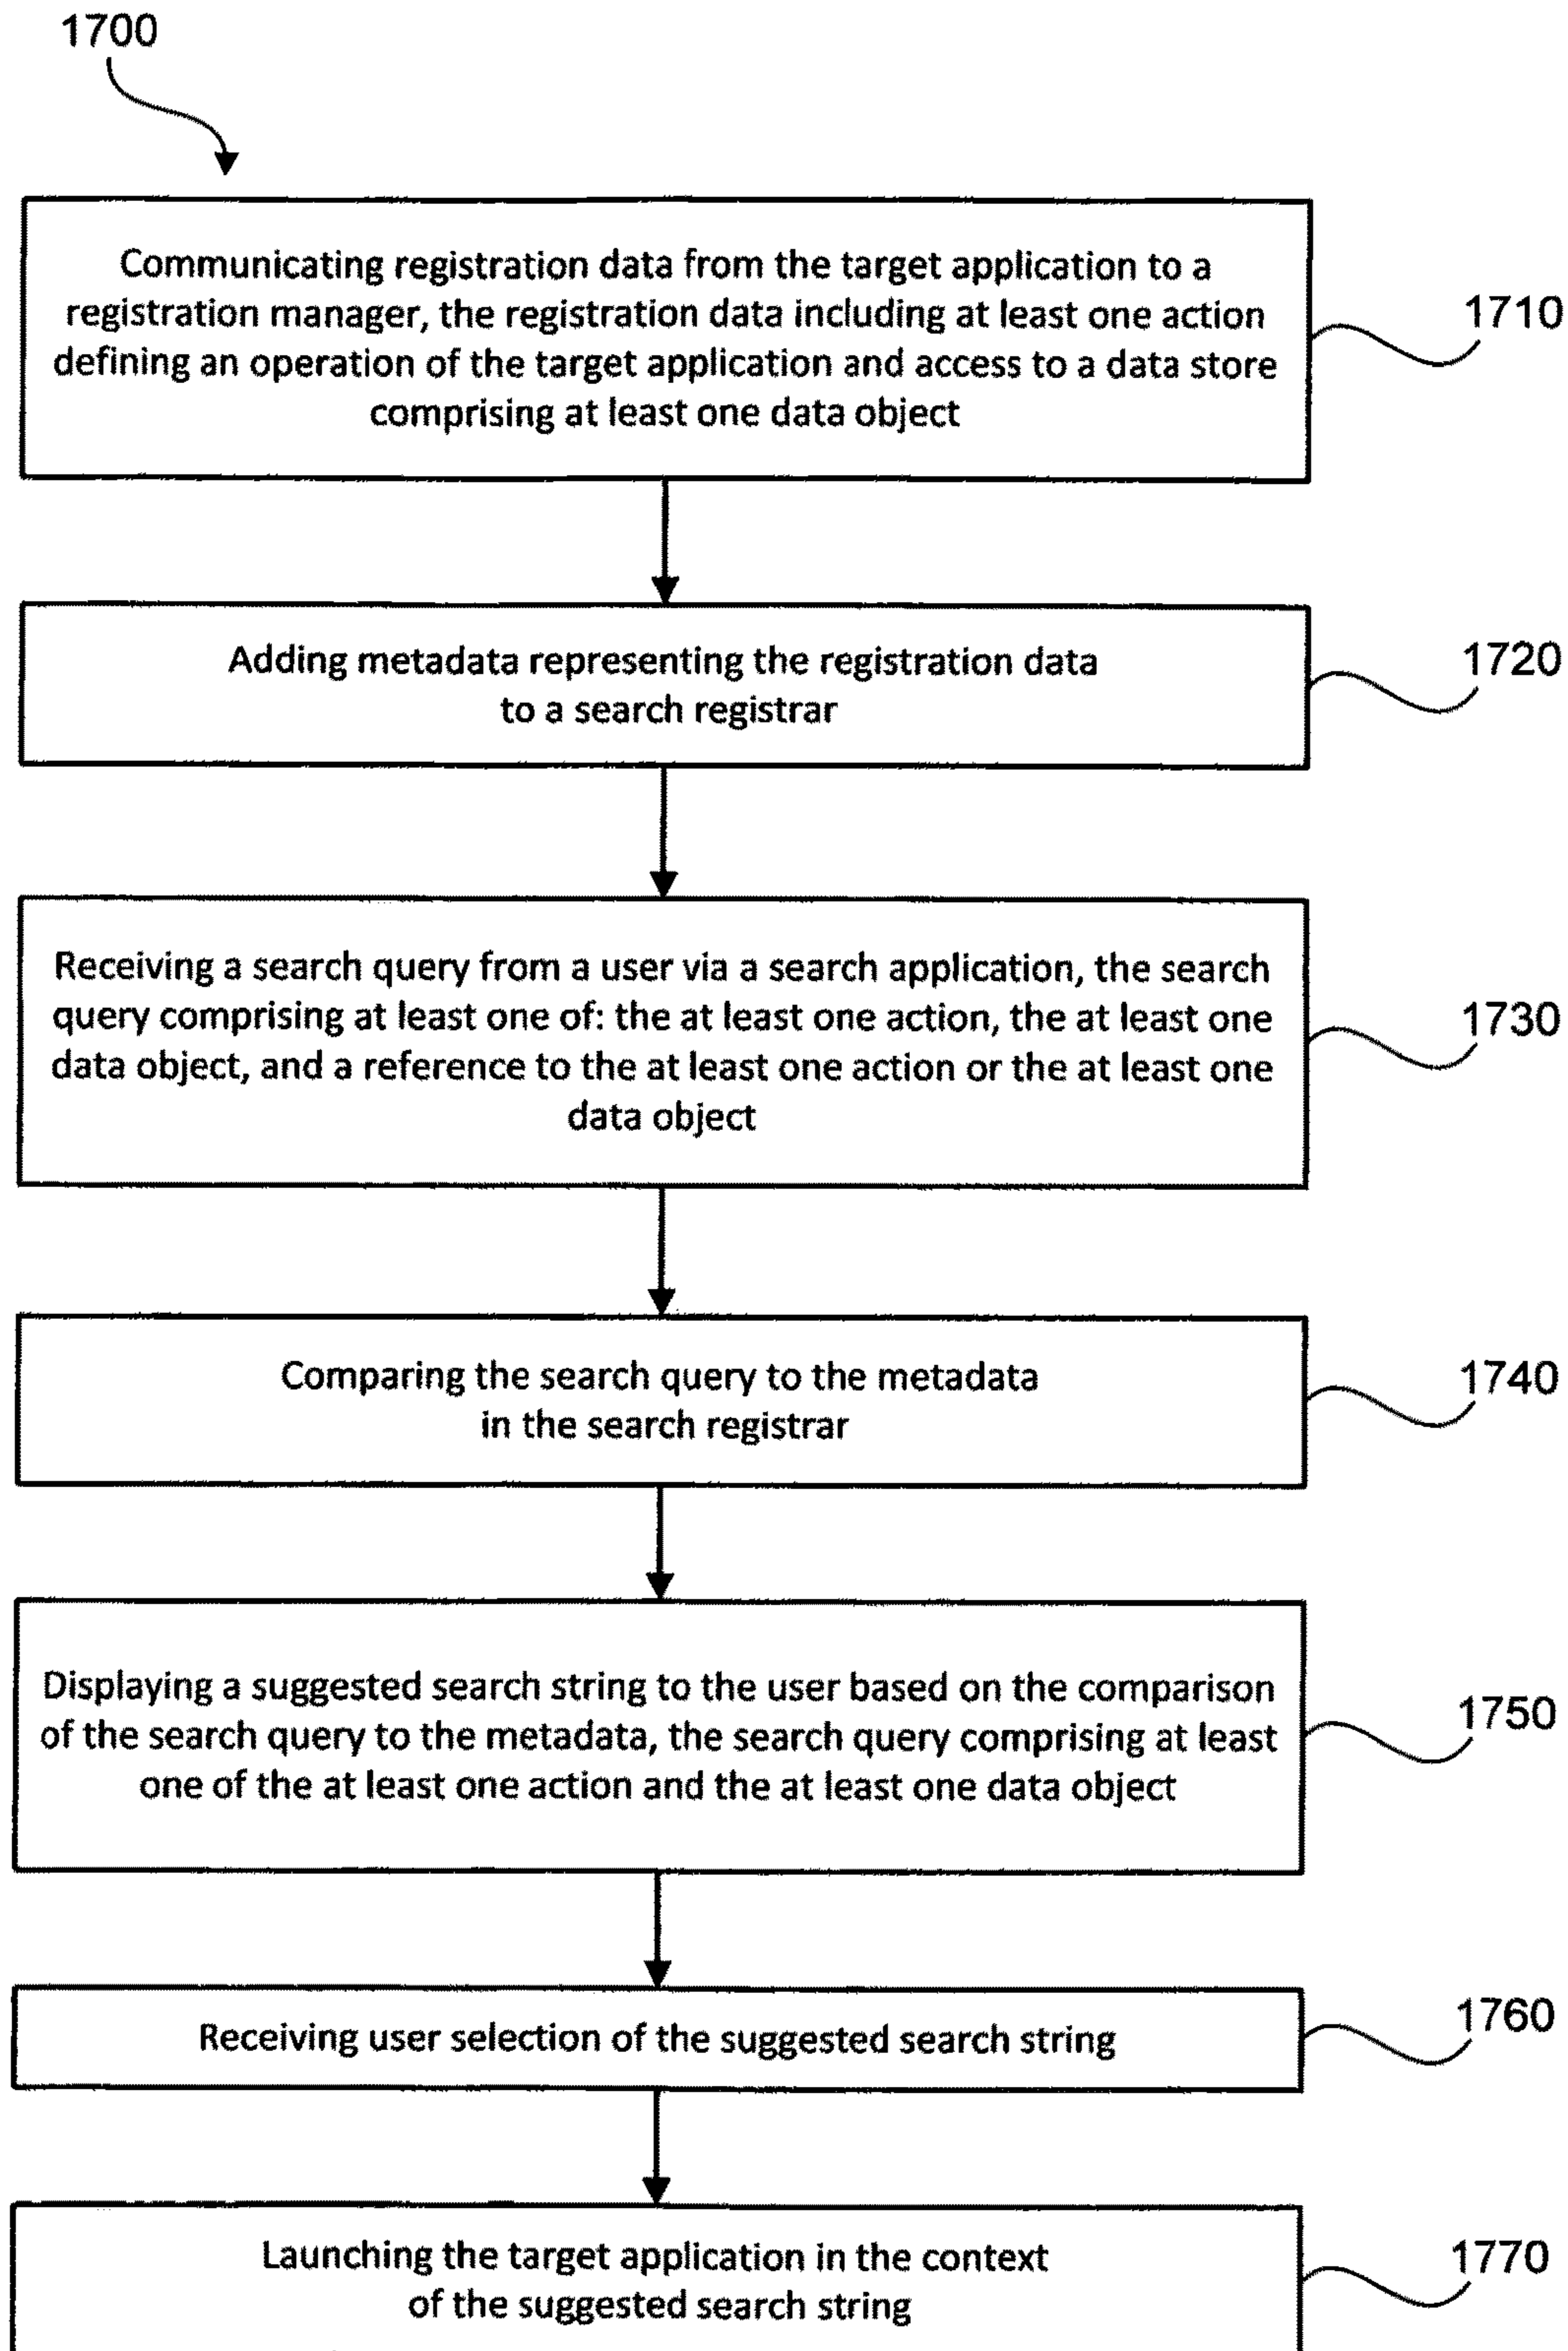 1700
Communicating registration data from the target application to a
registration manager, the registration data including at least one action
defining an operation of the target application and access to a data store
comprising at least one data object
1710
Adding metadata representing the registration data
to a search registrar
1720
Receiving a search query from a user via a search application, the search
query comprising at least one of: the at least one action, the at least one
data object, and a reference to the at least one action or the at least one
data object
1730
Comparing the search query to the metadata
in the search registrar
1740
Displaying a suggested search string to the user based on the comparison
of the search query to the metadata, the search query comprising at least
one of the at least one action and the at least one data object
1750
Receiving user selection of the suggested search string
1760
Launching the target application in the context
of the suggested search string
1770